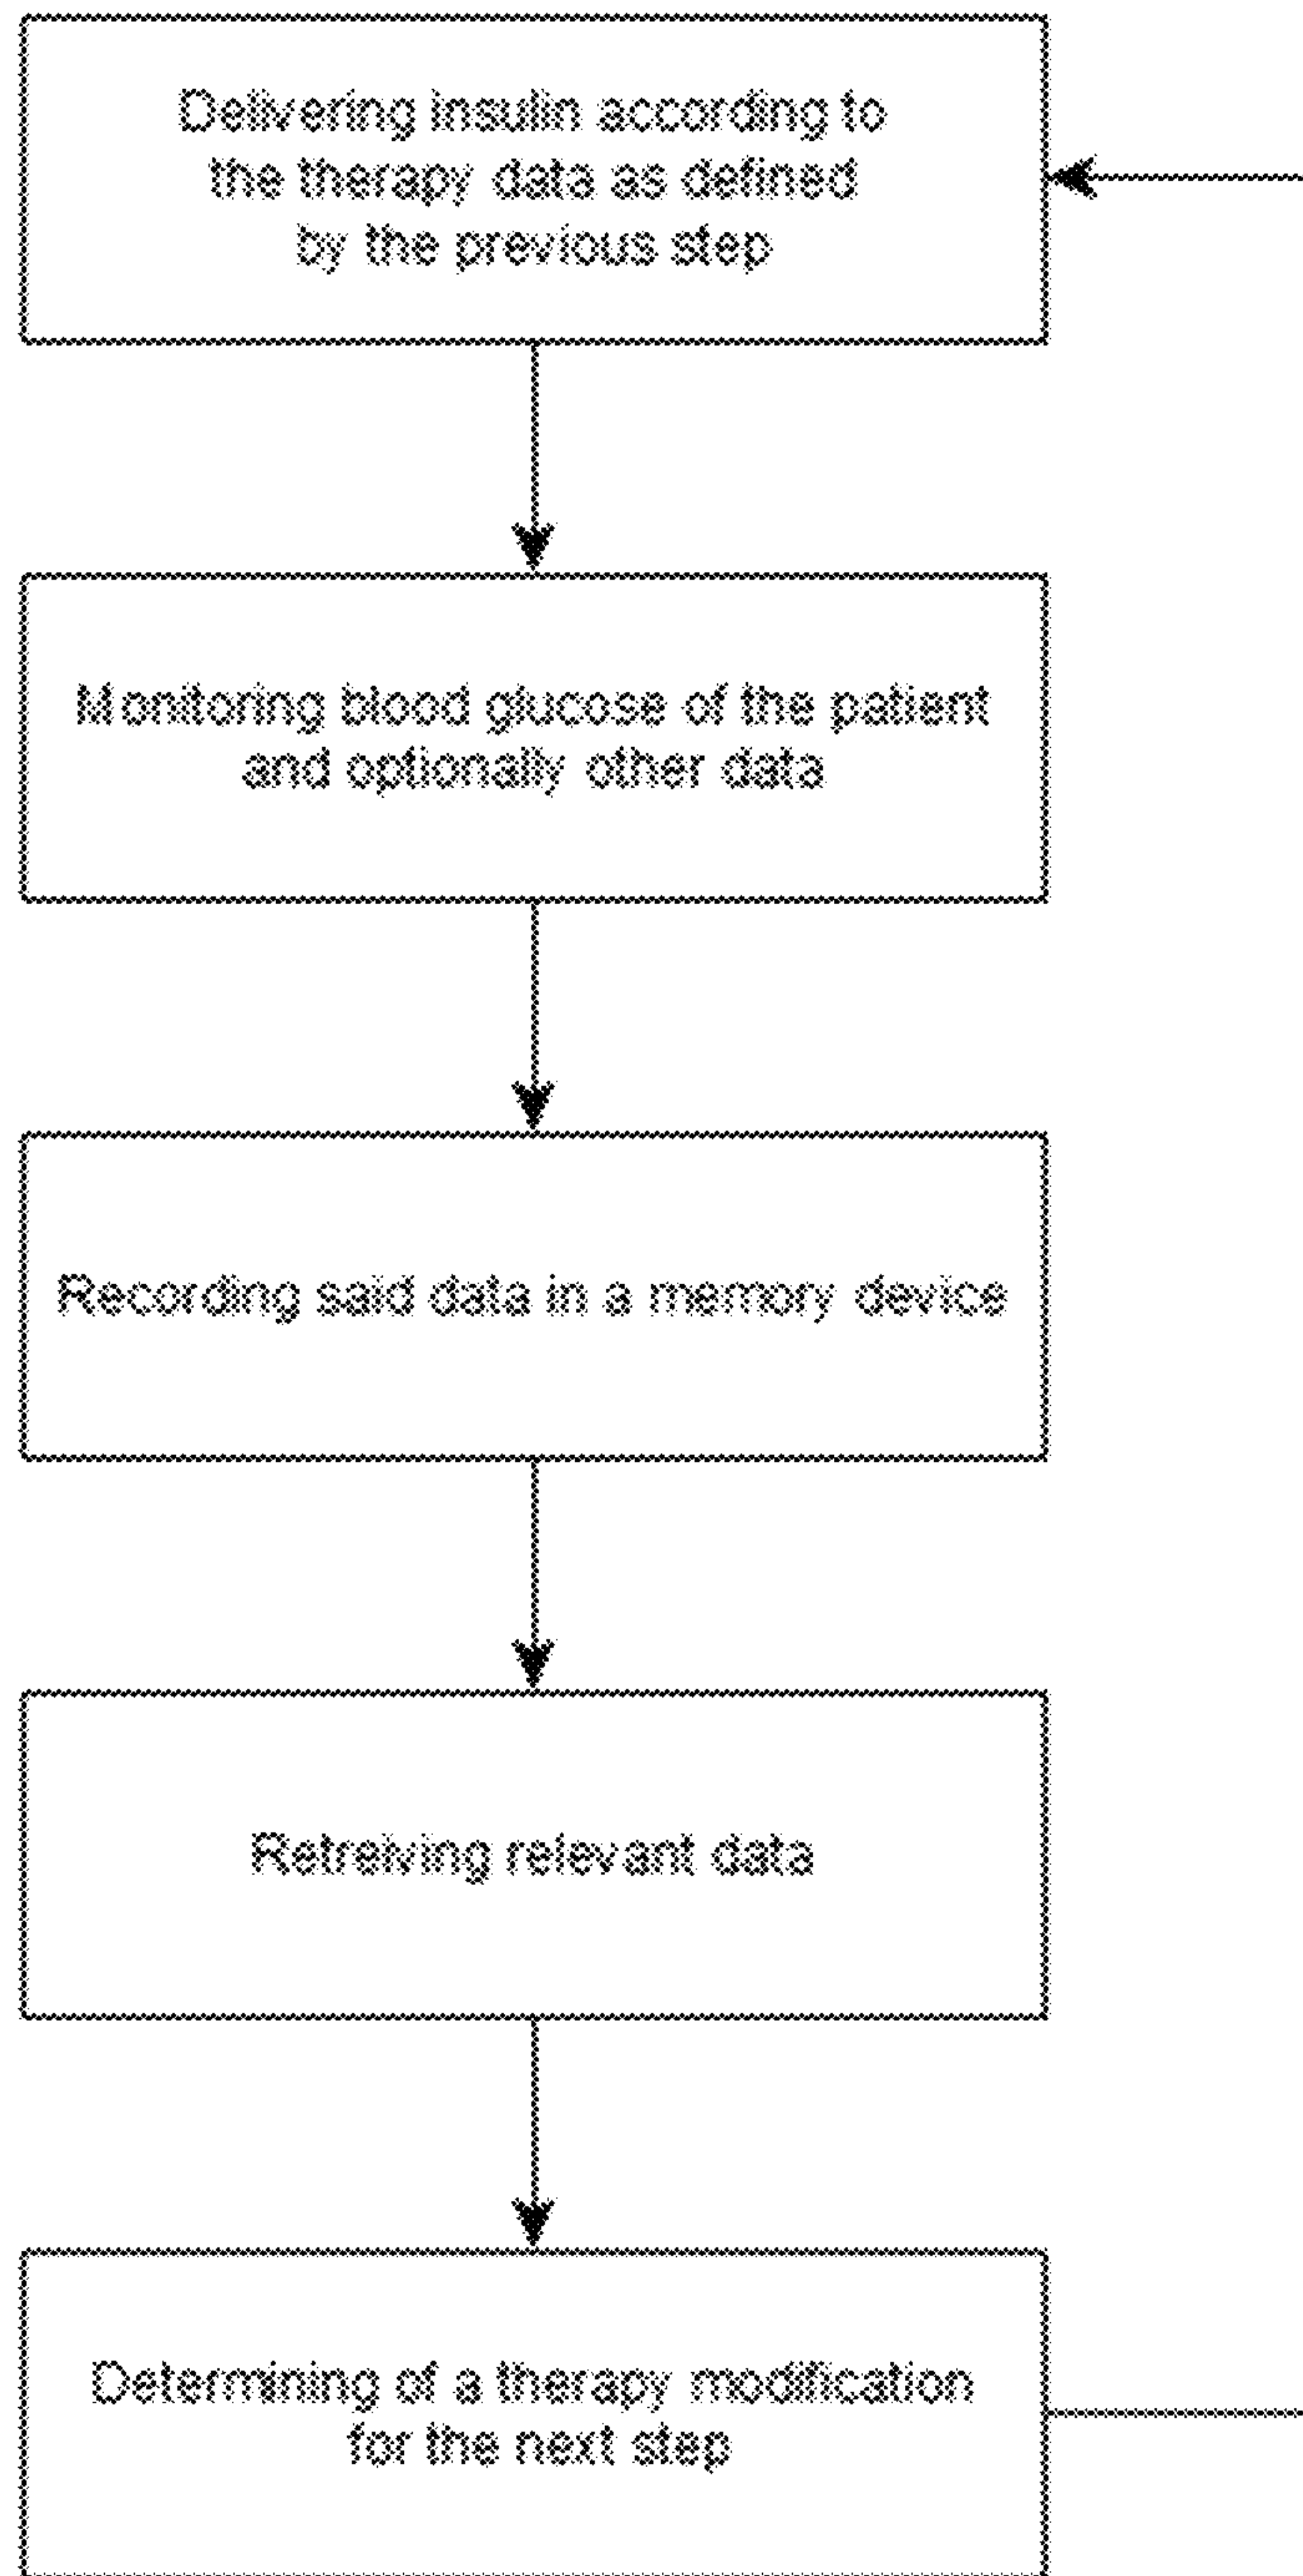 Delivering insulin according to
the therapy data as defined
by the previous step
Monitoring blood glucose of the patient
and optionally other data
Recording said data in a memory device
Retreiving relevant data
Determining of a therapy modification
for the next step